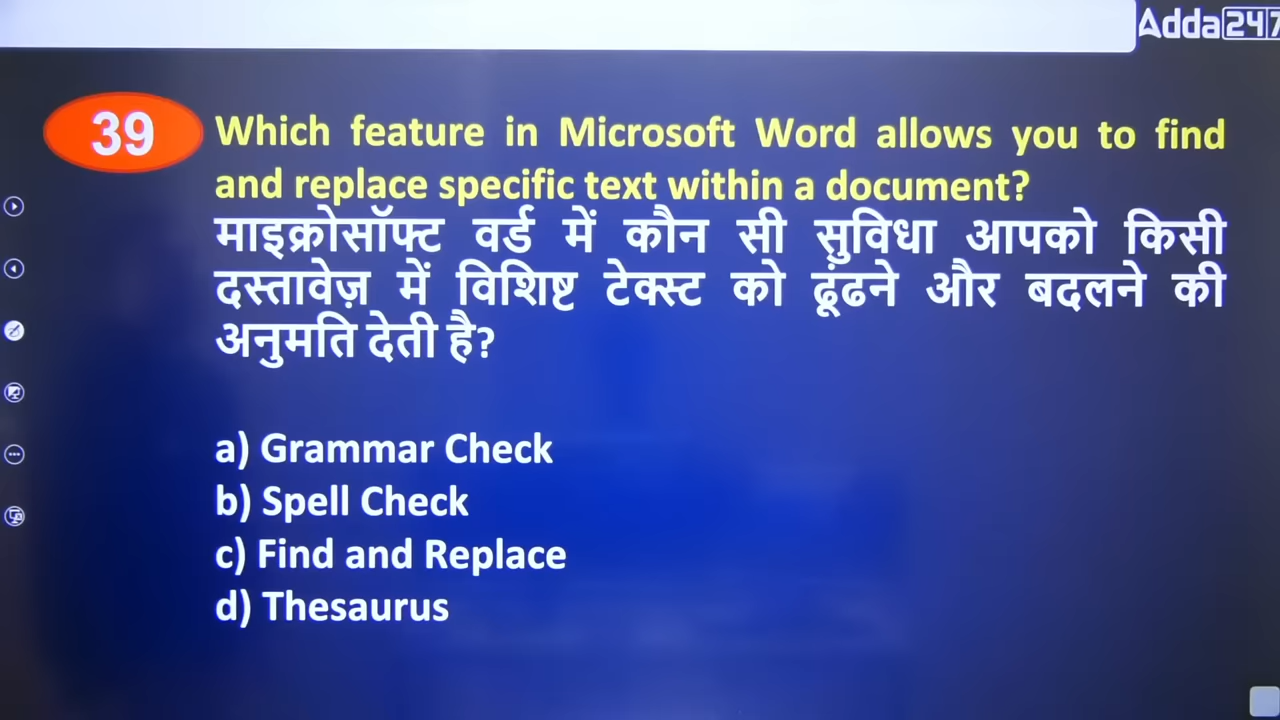 Adda247
39
Which feature in Microsoft Word allows you to find
and replace specific text within a document?
माइक्रोसॉफ्ट वर्ड में कौन सी सुविधा आपको किसी
दस्तावेज़ में विशिष्ट टेक्स्ट को ढूंढने और बदलने की
अनुमति देती है?
a) Grammar Check
b) Spell Check
c) Find and Replace
d) Thesaurus